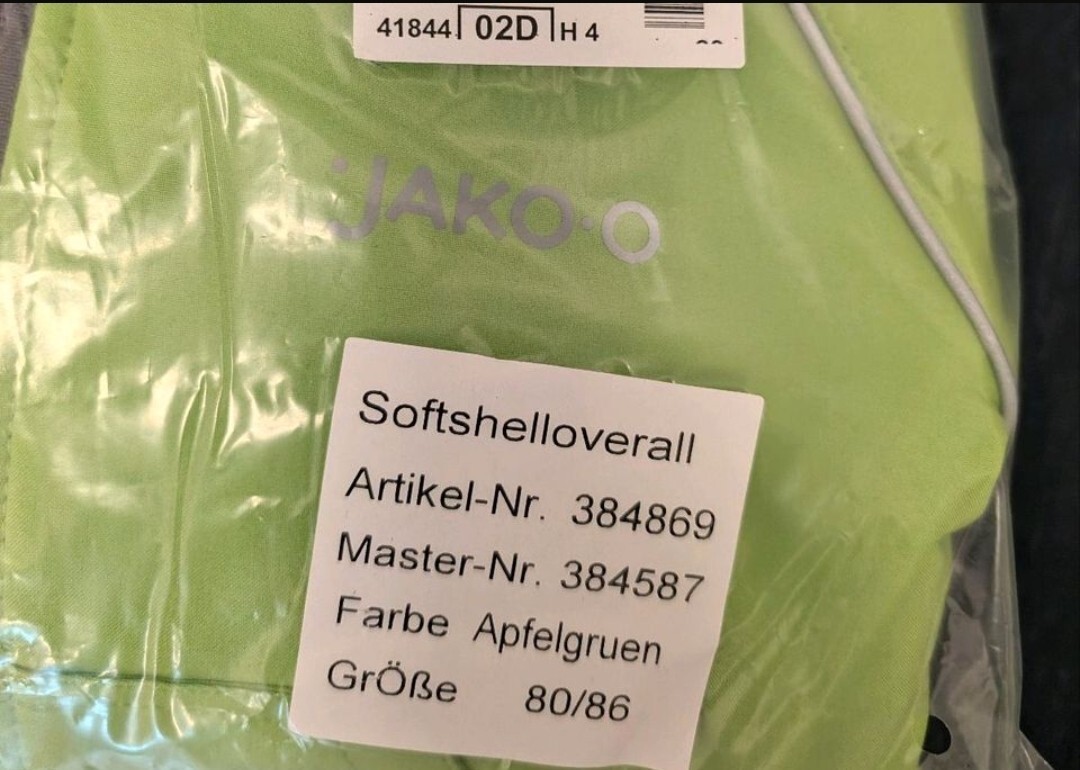 41844 02D H 4
JAKO·O
Softshelloverall
Artikel-Nr. 384869
Master-Nr. 384587
Farbe Apfelgruen
GrÖße 80/86